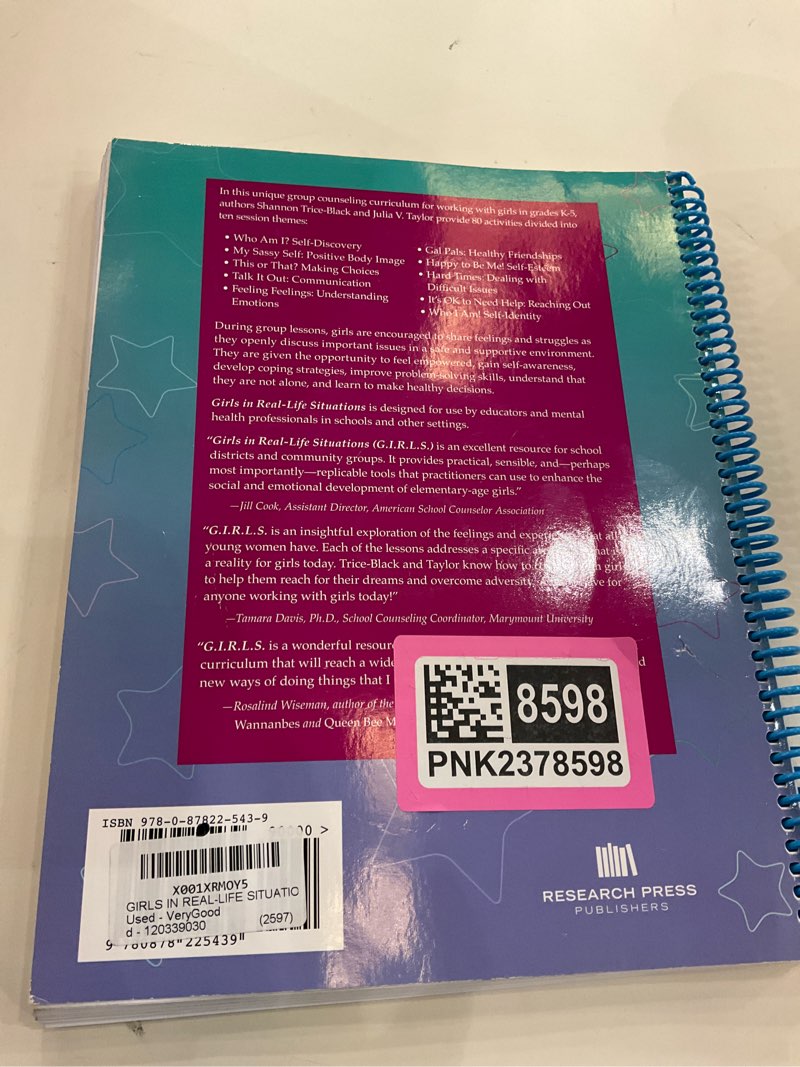 In this unique group counseling curriculum for working with girls in grades K-5,
authors Shannon Trice-Black and Julia V. Taylor provide 80 activities divided into
ten session themes:
• Who Am I? Self-Discovery
• My Sassy Self: Positive Body Image
• This or That? Making Choices
• Talk It Out: Communication
• Feeling Feelings: Understanding
Emotions
• Gal Pals: Healthy Friendships
• Happy to Be Me! Self-Esteem
• Hard Times: Dealing with
Difficult Issues
• It's OK to Need Help: Reaching Out
• Who I Am! Self-Identity
During group lessons, girls are encouraged to share feelings and struggles as
they openly discuss important issues in a safe and supportive environment.
They are given the opportunity to feel empowered, gain self-awareness,
develop coping strategies, improve problem-solving skills, understand that
they are not alone, and learn to make healthy decisions.
Girls in Real-Life Situations is designed for use by educators and mental
health professionals in schools and other settings.
"Girls in Real-Life Situations (G.I.R.L.S.) is an excellent resource for school
districts and community groups. It provides practical, sensible, and—perhaps
most importantly—replicable tools that practitioners can use to enhance the
social and emotional development of elementary-age girls."
—Jill Cook, Assistant Director, American School Counselor Association
"G.I.R.L.S. is an insightful exploration of the feelings and all
young women have. Each of the lessons addresses a specific
a reality for girls today. Trice-Black and Taylor know how to
to help them reach for their dreams and overcome adversity. for
anyone working with girls today!"
—Tamara Davis, Ph.D., School Counseling Coordinator, Marymount University
"G.I.R.L.S. is a wonderful
curriculum that will reach a
new ways of doing things that I
—Rosalind Wiseman, author of the
Wannanbes and Queen Bee
8598
PNK2378598
ISBN 978-0-87822-543-9
X001XRMOY5
GIRLS IN REAL-LIFE SITUATIO
Used - VeryGood (2597)
d - 120339030
9 780878 225439
RESEARCH PRESS
PUBLISHERS